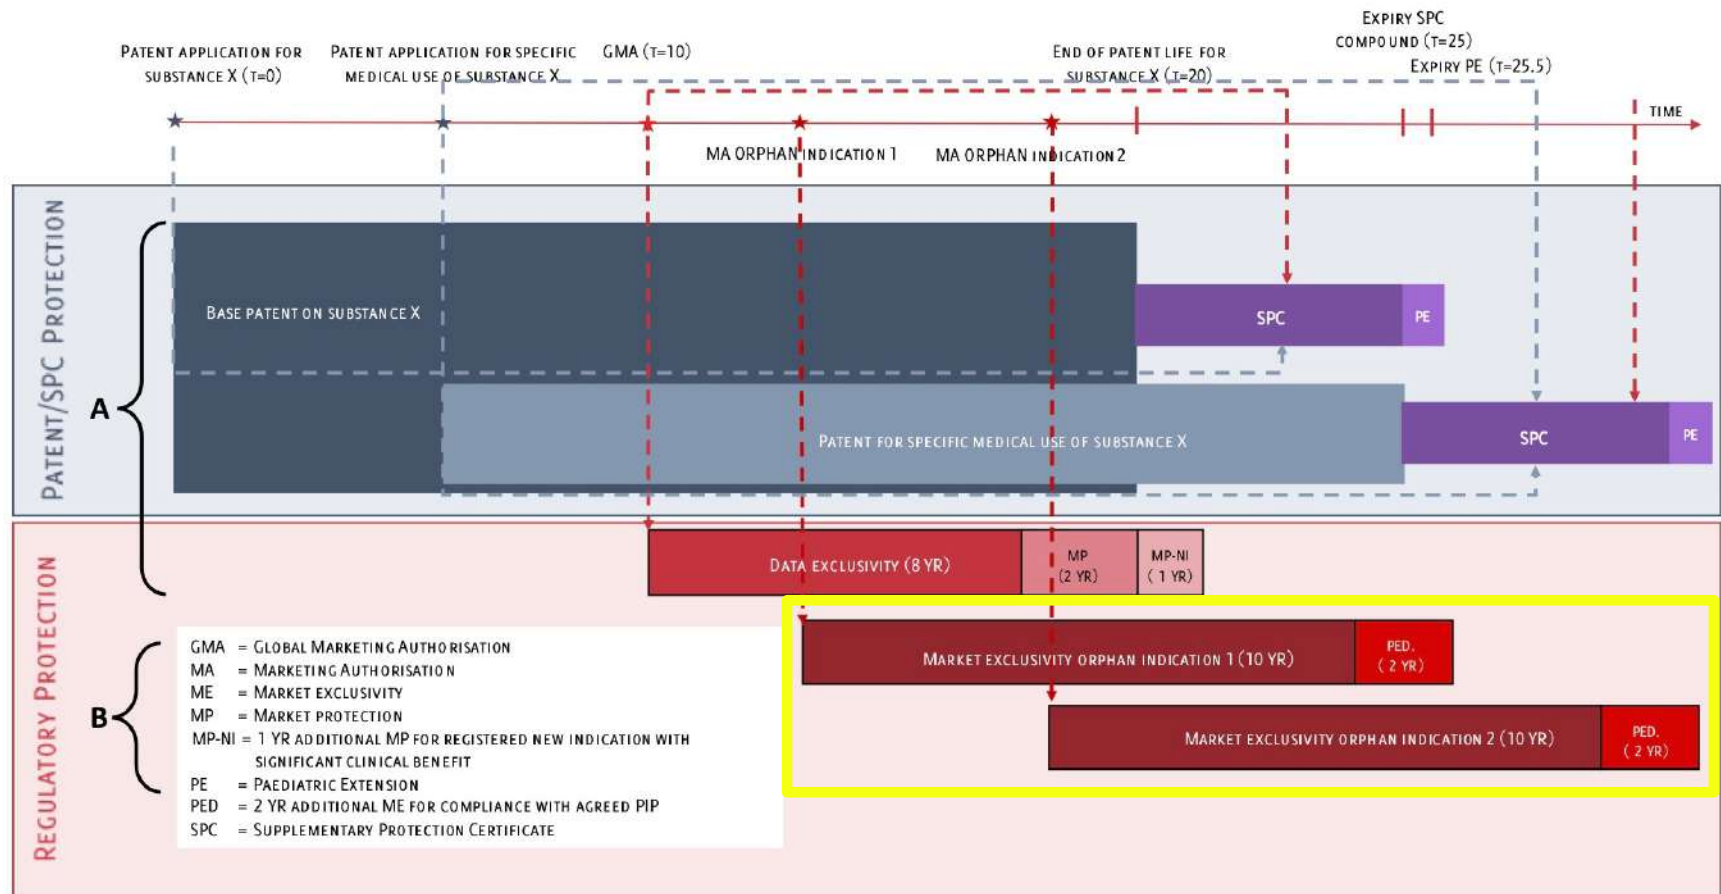 PATENT APPLICATION FOR
SUBSTANCE X (T=0)
PATENT APPLICATION FOR SPECIFIC
MEDICAL USE OF SUBSTANCE X
GMA (T=10)
END OF PATENT LIFE FOR
SUBSTANCE X (T=20)
EXPIRY SPC
COMPOUND (T=25)
EXPIRY PE (T=25.5)
TIME
MA ORPHAN INDICATION 1
MA ORPHAN INDICATION 2
PATENT/SPC PROTECTION
A
BASE PATENT ON SUBSTANCE X
SPC
PE
PATENT FOR SPECIFIC MEDICAL USE OF SUBSTANCE X
SPC
PE
REGULATORY PROTECTION
DATA EXCLUSIVITY (8 YR)
MP
(2 YR)
MP-NI
( 1 YR)
B
GMA = GLOBAL MARKETING AUTHORISATION
MA = MARKETING AUTHORISATION
ME = MARKET EXCLUSIVITY
MP = MARKET PROTECTION
MP-NI = 1 YR ADDITIONAL MP FOR REGISTERED NEW INDICATION WITH
SIGNIFICANT CLINICAL BENEFIT
PE = PAEDIATRIC EXTENSION
PED = 2 YR ADDITIONAL ME FOR COMPLIANCE WITH AGREED PIP
SPC = SUPPLEMENTARY PROTECTION CERTIFICATE
MARKET EXCLUSIVITY ORPHAN INDICATION 1 (10 YR)
PED.
( 2 YR)
MARKET EXCLUSIVITY ORPHAN INDICATION 2 (10 YR)
PED.
( 2 YR)